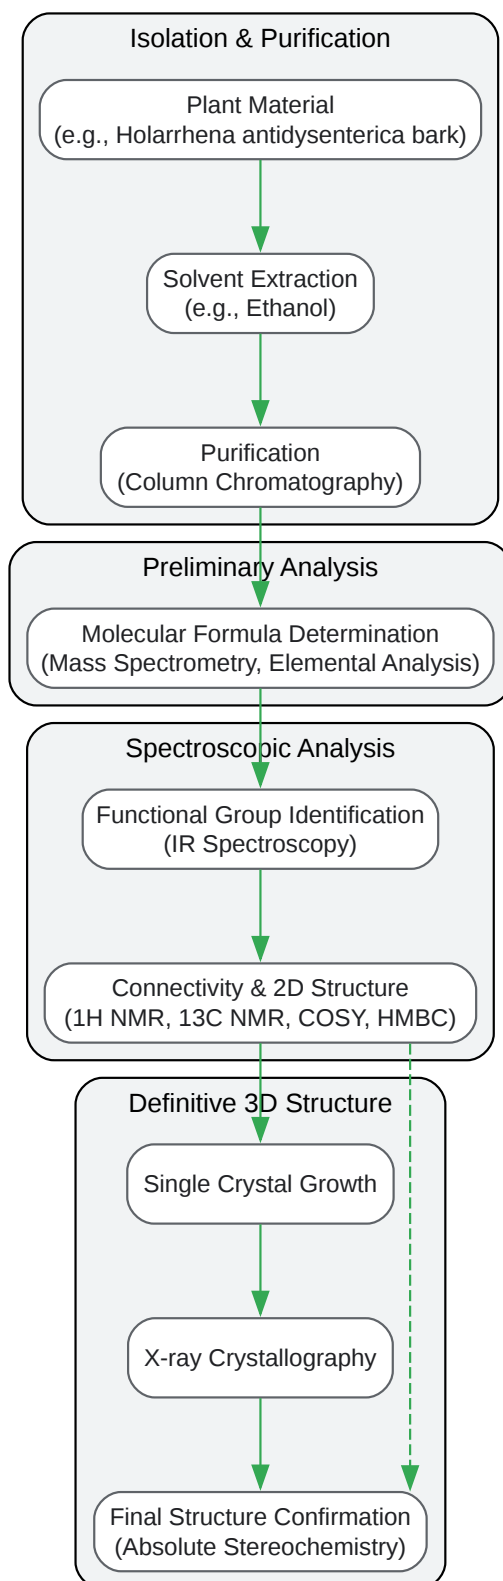 Isolation & Purification
Plant Material
(e.g., Holarrhena antidysenterica bark)
Solvent Extraction
(e.g., Ethanol)
Purification
(Column Chromatography)
Preliminary Analysis
Molecular Formula Determination
(Mass Spectrometry, Elemental Analysis)
Spectroscopic Analysis
Functional Group Identification
(IR Spectroscopy)
Connectivity & 2D Structure
(1H NMR, 13C NMR, COSY, HMBC)
Definitive 3D Structure
Single Crystal Growth
X-ray Crystallography
Final Structure Confirmation
(Absolute Stereochemistry)